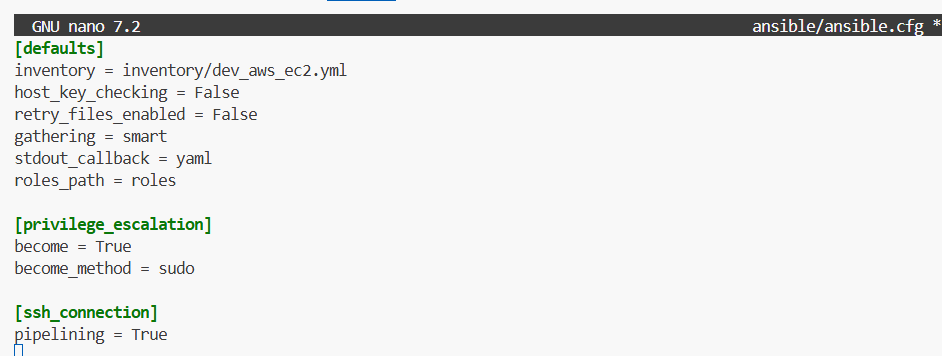 GNU nano 7.2 ansible/ansible.cfg *
[defaults]
inventory = inventory/dev_aws_ec2.yml
host_key_checking = False
retry_files_enabled = False
gathering = smart
stdout_callback = yaml
roles_path = roles
[privilege_escalation]
become = True
become_method = sudo
[ssh_connection]
pipelining = True